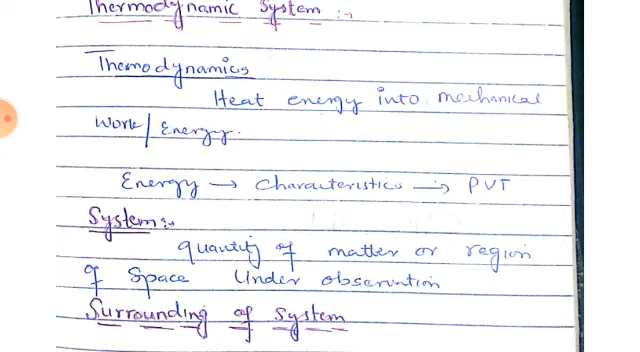 Thermodynamic System :-
Themodynamics
Heat energy into mechanical
Work/Energy.
Energy → Characteristics → PVT
System:-
quantity of matter or region
of Space Under observation
Surrounding of System